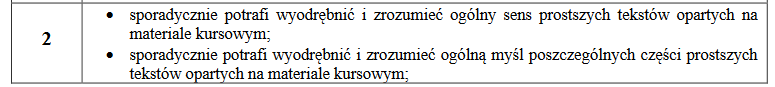 2
• sporadycznie potrafi wyodrębnić i zrozumieć ogólny sens prostszych tekstów opartych na
materiale kursowym;
• sporadycznie potrafi wyodrębnić i zrozumieć ogólną myśl poszczególnych części prostszych
tekstów opartych na materiale kursowym;